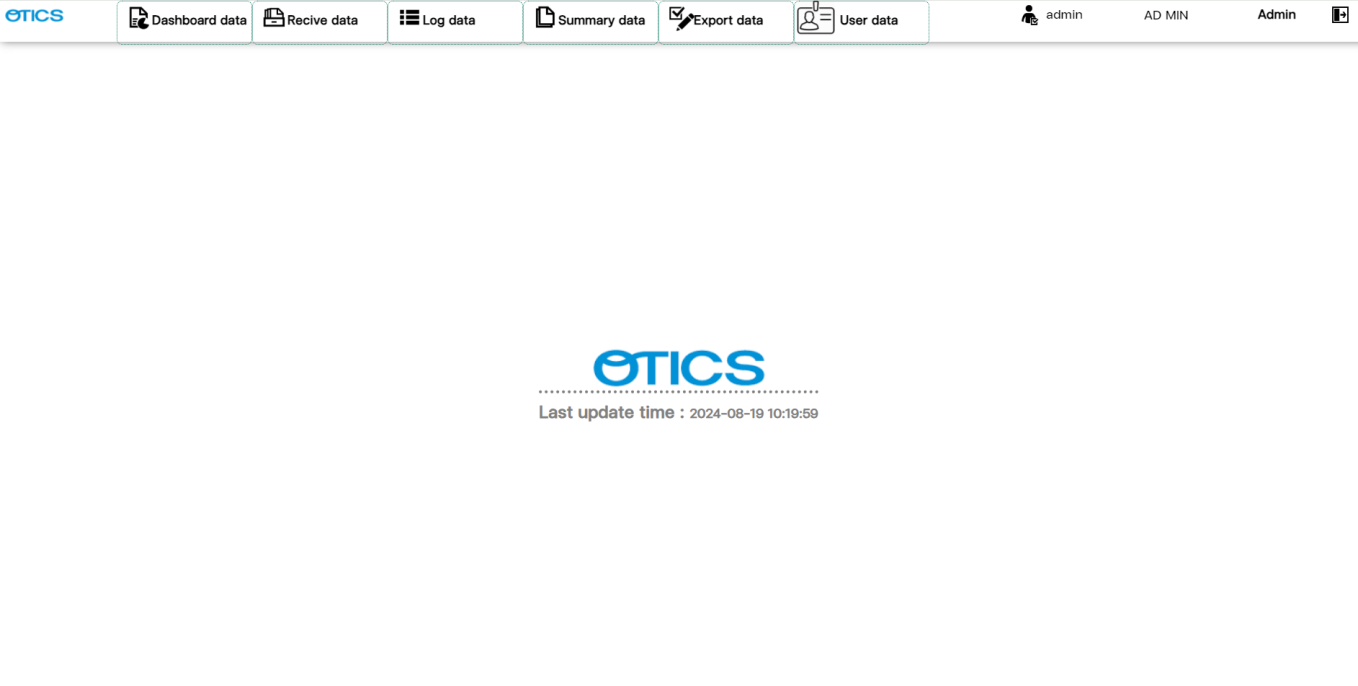 OTICS Dashboard data Recive data Log data Summary data Export data User data admin AD MIN Admin
OTICS
Last update time : 2024-08-19 10:19:59